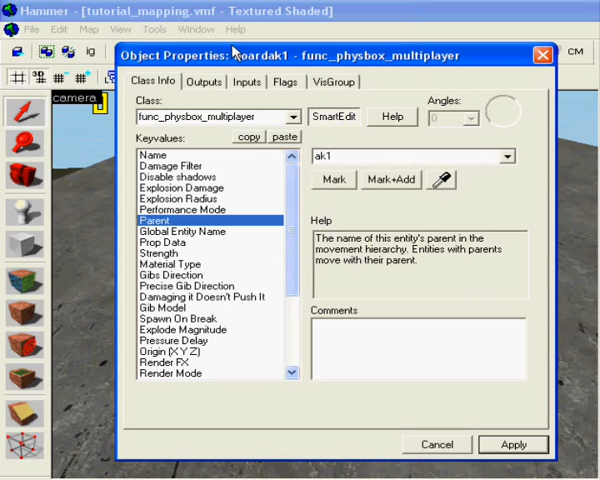 Hammer - [tutorial_mapping.vmf - Textured Shaded]
File Edit Map View Tools Window Help
ig
CM
3D
camera
Object Properties: boardak1 - func_physbox_multiplayer
Class Info Outputs Inputs Flags VisGroup
Class:
func_physbox_multiplayer
SmartEdit
Help
Angles:
0
Keyvalues:
copy
paste
Name
Damage Filter
Disable shadows
Explosion Damage
Explosion Radius
Performance Mode
Parent
Global Entity Name
Prop Data
Strength
Material Type
Gibs Direction
Precise Gib Direction
Damaging it Doesn't Push It
Gib Model
Spawn On Break
Explode Magnitude
Pressure Delay
Origin (X Y Z)
Render FX
Render Mode
ak1
Mark
Mark+Add
Help
The name of this entity's parent in the
movement hierarchy. Entities with parents
move with their parent.
Comments
Cancel
Apply